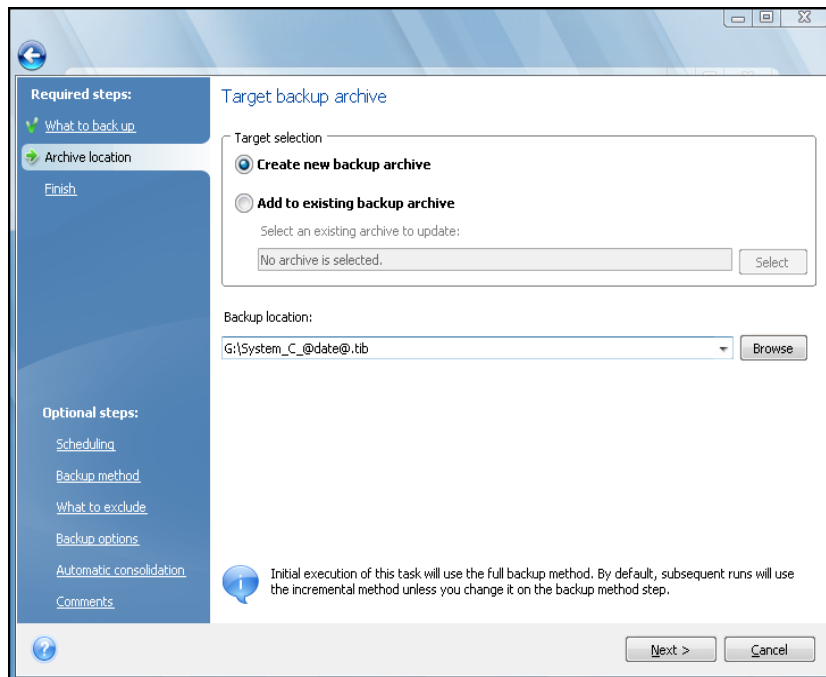 Required steps:
What to back up
Archive location
Finish
Optional steps:
Scheduling
Backup method
What to exclude
Backup options
Automatic consolidation
Comments
Target backup archive
Target selection
Create new backup archive
Add to existing backup archive
Select an existing archive to update:
No archive is selected.
Select
Backup location:
G:\System_C_@date@.tib
Browse
Initial execution of this task will use the full backup method. By default, subsequent runs will use
the incremental method unless you change it on the backup method step.
Next >
Cancel